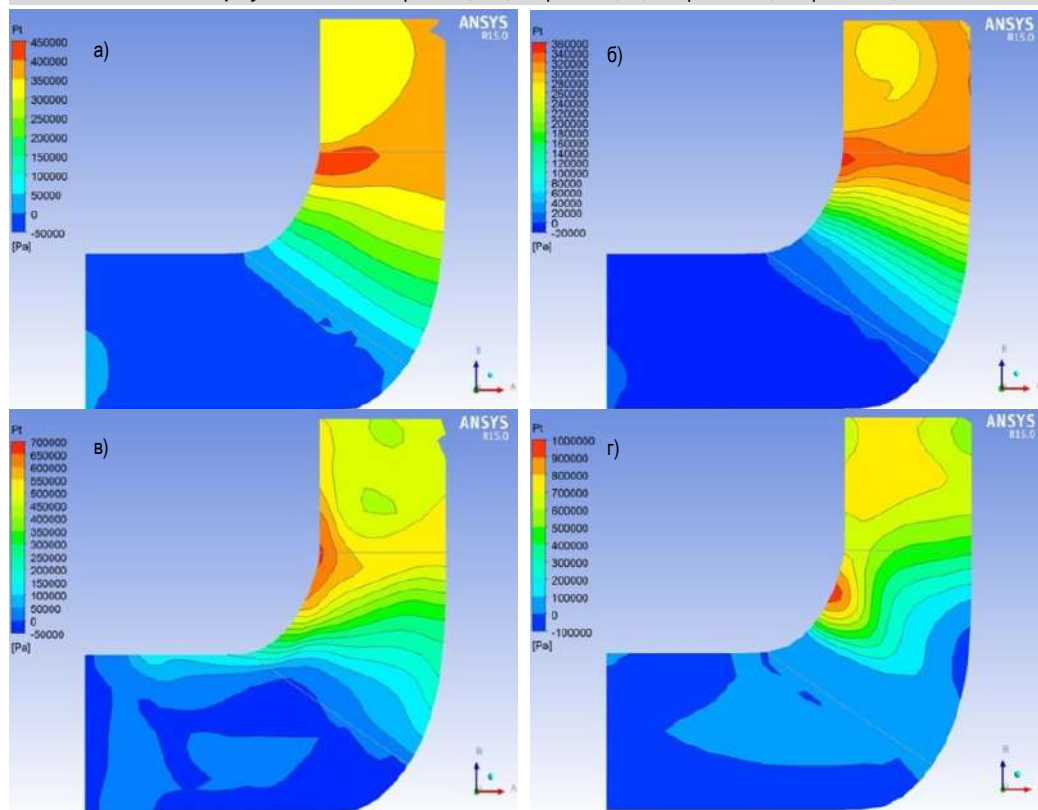 Pt
450000
400000
350000
300000
250000
200000
150000
100000
50000
0
-50000
[Pa]
а)
ANSYS
R15.0
R
A
Pt
360000
340000
320000
300000
280000
260000
240000
220000
200000
180000
160000
140000
120000
100000
80000
60000
40000
20000
0
-20000
[Pa]
б)
ANSYS
R15.0
R
A
Pt
700000
650000
600000
550000
500000
450000
400000
350000
300000
250000
200000
150000
100000
50000
0
-50000
[Pa]
в)
ANSYS
R15.0
R
A
Pt
1000000
900000
800000
700000
600000
500000
400000
300000
200000
100000
0
-100000
[Pa]
г)
ANSYS
R15.0
R
A